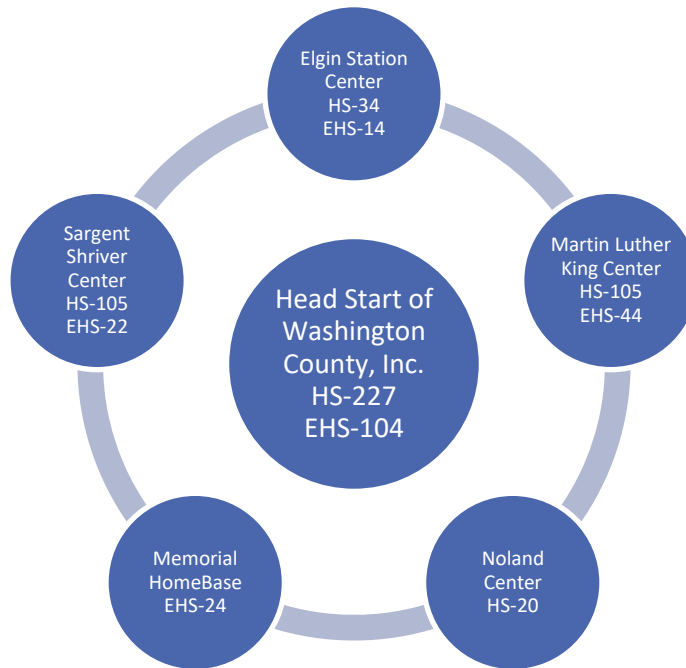 Elgin Station
Center
HS-34
EHS-14
Martin Luther
King Center
HS-105
EHS-44
Noland
Center
HS-20
Memorial
HomeBase
EHS-24
Sargent
Shriver
Center
HS-105
EHS-22
Head Start of
Washington
County, Inc.
HS-227
EHS-104